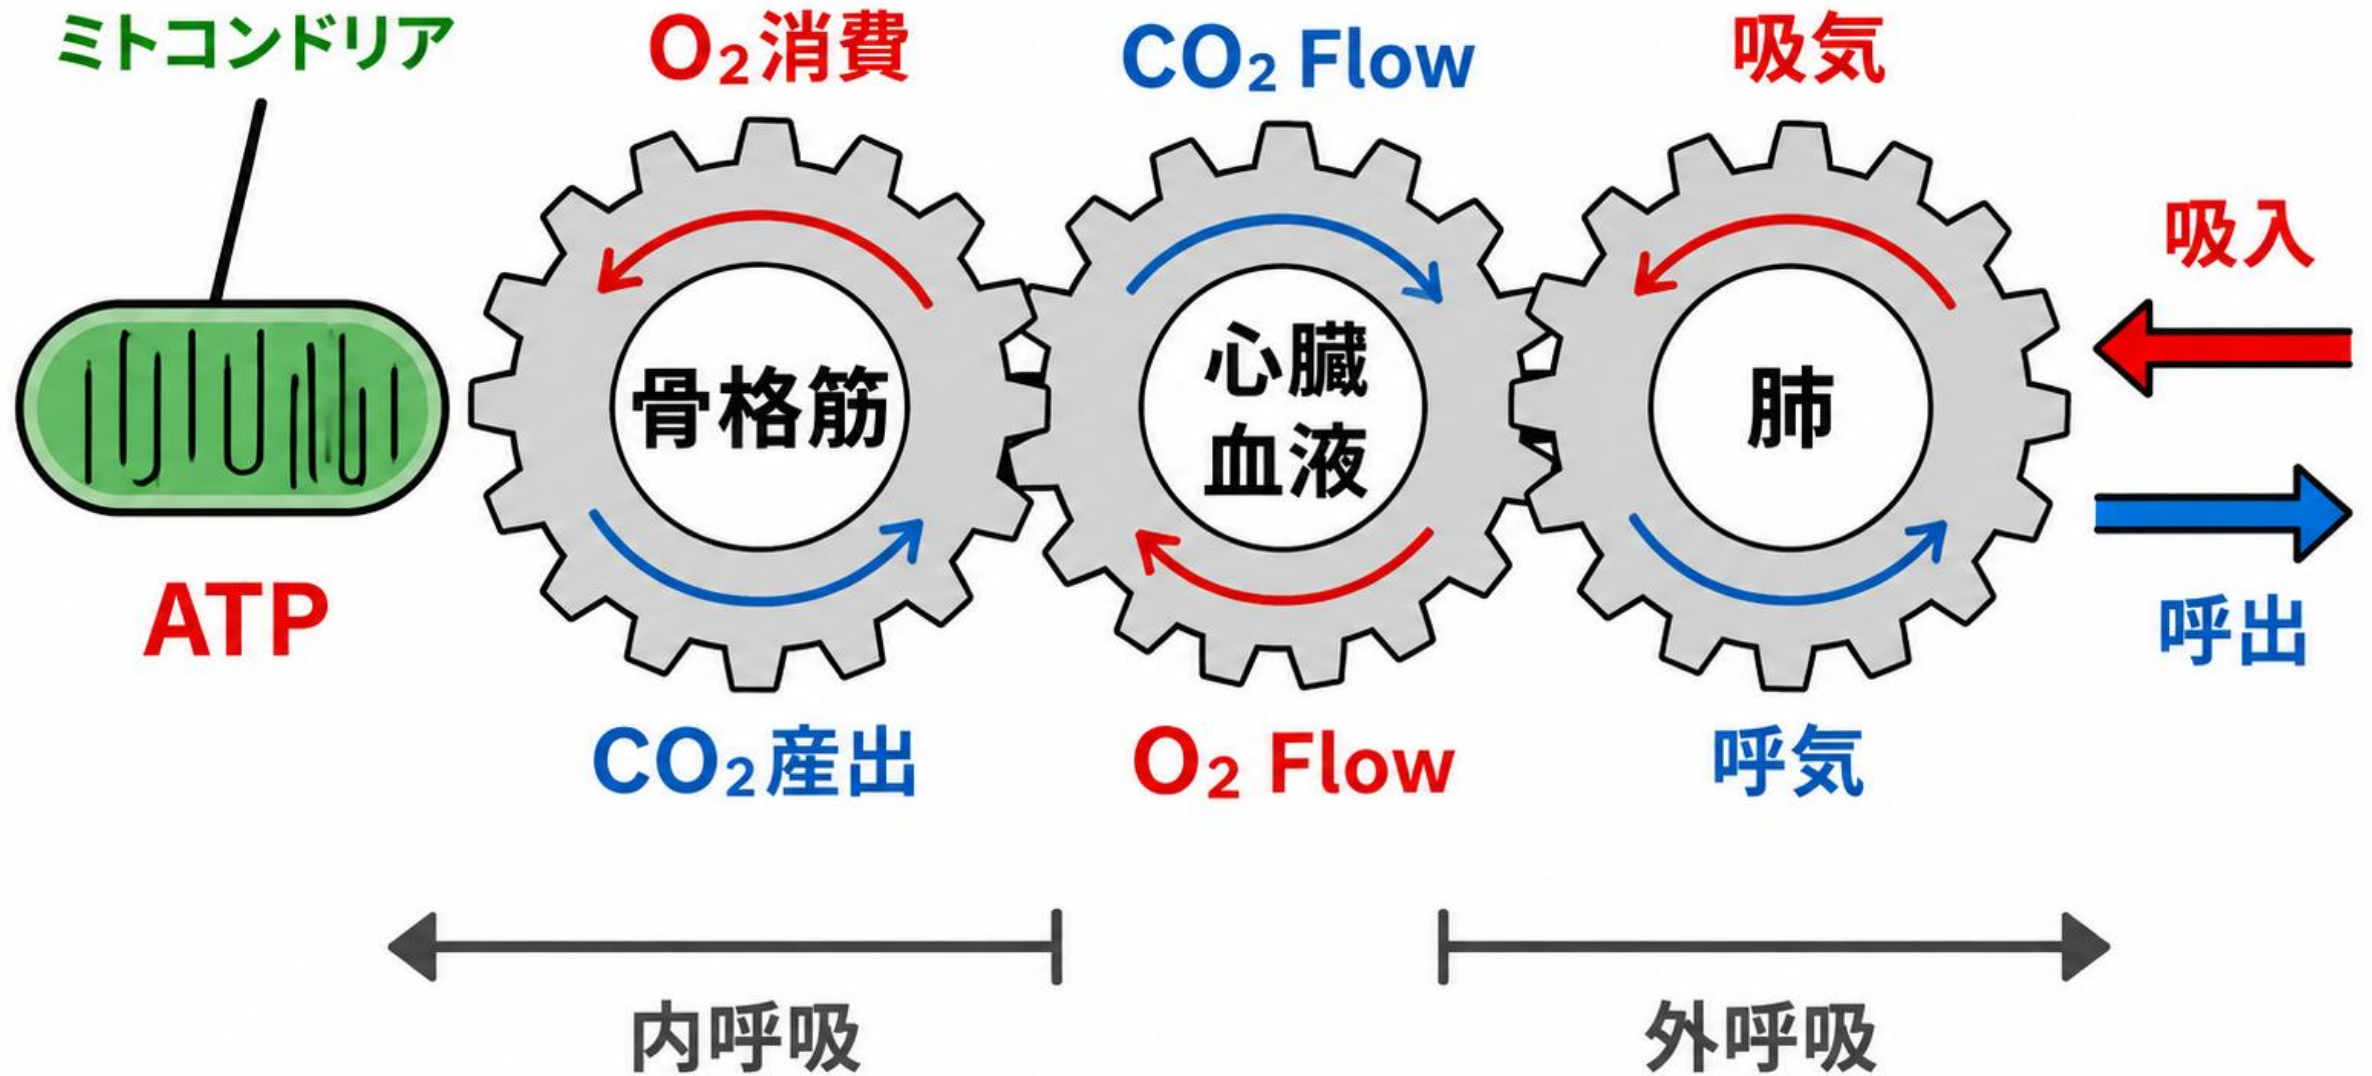 ミトコンドリア
O₂消費
CO₂ Flow
吸気
吸入
骨格筋
心臓
血液
肺
ATP
呼出
CO₂産出
O₂ Flow
呼気
内呼吸
外呼吸